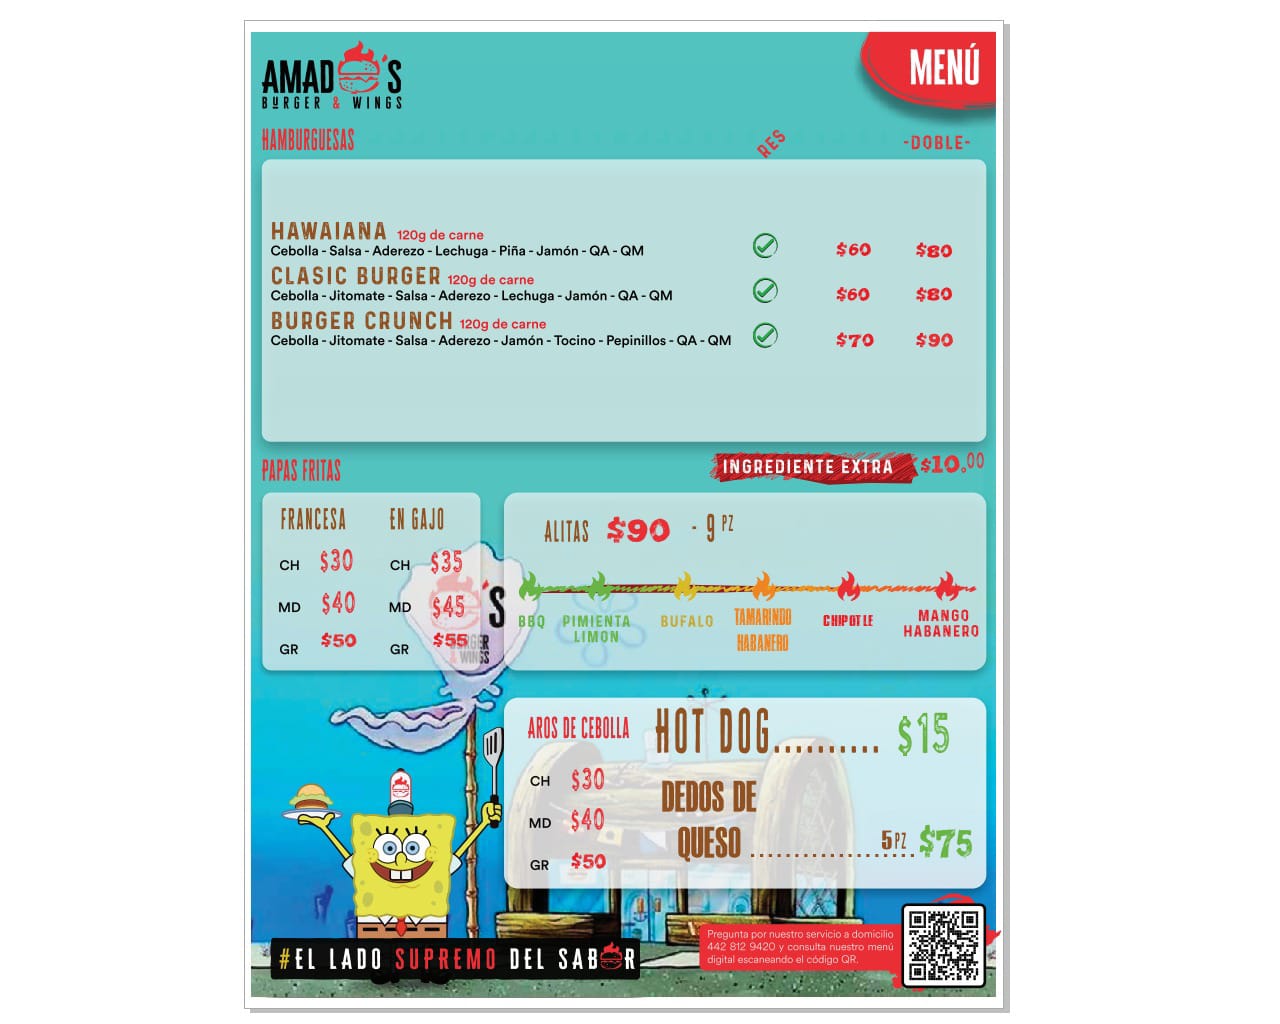 AMADO'S
BURGER & WINGS
MENÚ
HAMBURGUESAS
RES
-DOBLE-
HAWAIANA 120g de carne
Cebolla - Salsa - Aderezo - Lechuga - Piña - Jamón - QA - QM
$60 $80
CLASIC BURGER 120g de carne
Cebolla - Jitomate - Salsa - Aderezo - Lechuga - Jamón - QA - QM
$60 $80
BURGER CRUNCH 120g de carne
Cebolla - Jitomate - Salsa - Aderezo - Jamón - Tocino - Pepinillos - QA - QM
$70 $90
PAPAS FRITAS
INGREDIENTE EXTRA $10.00
FRANCESA EN GAJO
CH $30 CH $35
MD $40 MD $45
GR $50 GR $55
'S
BURGER
& WINGS
ALITAS $90 - 9 PZ
BBQ
PIMIENTA
LIMON
BUFALO
TAMARINDO
HABANERO
CHIPOTLE
MANGO
HABANERO
AROS DE CEBOLLA
CH $30
MD $40
GR $50
HOT DOG.......... $15
DEDOS DE
QUESO ..................... 5 PZ $75
#EL LADO SUPREMO DEL SABOR
Pregunta por nuestro servicio a domicilio
442 812 9420 y consulta nuestro menú
digital escaneando el código QR.